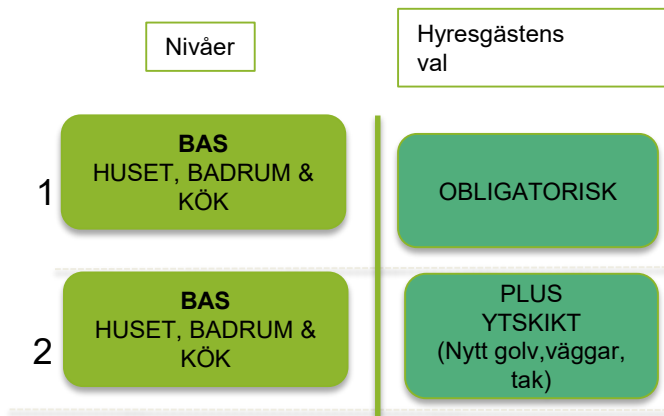 Nivåer
Hyresgästens
val
1
BAS
HUSET, BADRUM &
KÖK
OBLIGATORISK
2
BAS
HUSET, BADRUM &
KÖK
PLUS
YTSKIKT
(Nytt golv,väggar,
tak)